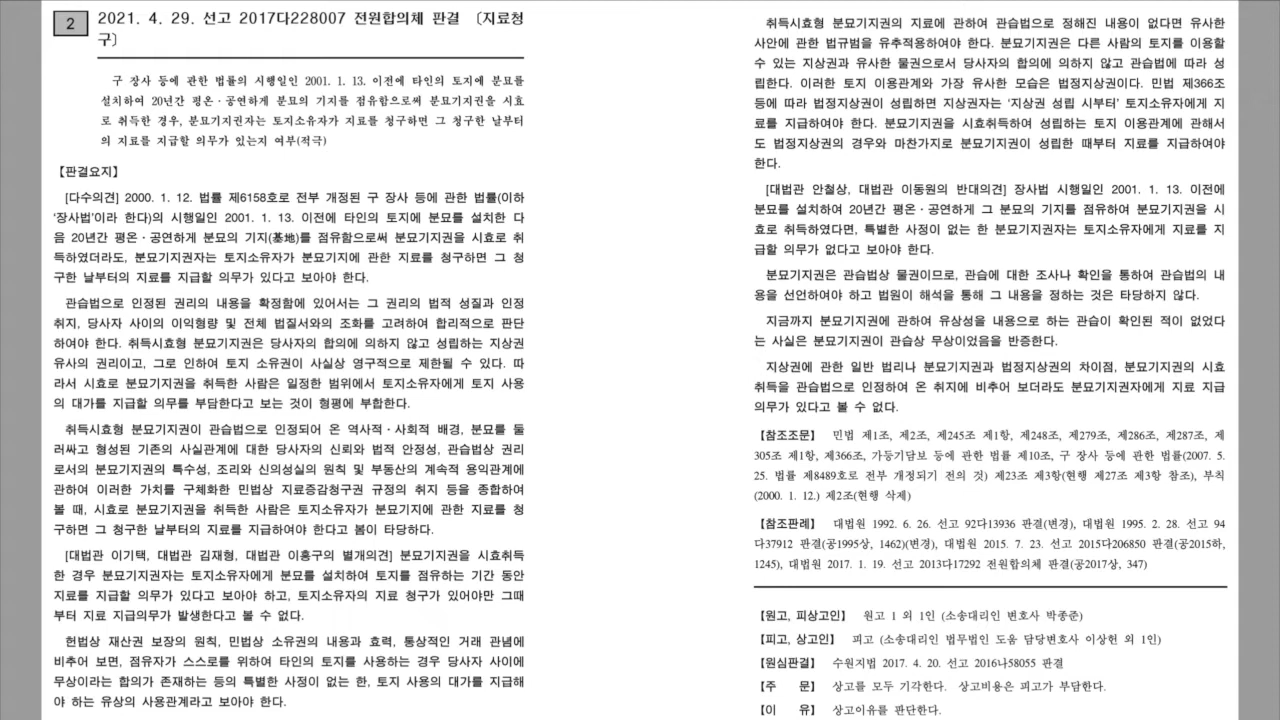 2
2021. 4. 29. 선고 2017다228007 전원합의체 판결 〔지료청
구〕
구 장사 등에 관한 법률의 시행일인 2001. 1. 13. 이전에 타인의 토지에 분묘를
설치하여 20년간 평온·공연하게 분묘의 기지를 점유함으로써 분묘기지권을 시효
로 취득한 경우, 분묘기지권자는 토지소유자가 지료를 청구하면 그 청구한 날부터
의 지료를 지급할 의무가 있는지 여부(적극)
【판결요지】
[다수의견] 2000. 1. 12. 법률 제6158호로 전부 개정된 구 장사 등에 관한 법률(이하
‘장사법’이라 한다)의 시행일인 2001. 1. 13. 이전에 타인의 토지에 분묘를 설치한 다
음 20년간 평온·공연하게 분묘의 기지(基地)를 점유함으로써 분묘기지권을 시효로 취
득하였더라도, 분묘기지권자는 토지소유자가 분묘기지에 관한 지료를 청구하면 그 청
구한 날부터의 지료를 지급할 의무가 있다고 보아야 한다.
관습법으로 인정된 권리의 내용을 확정함에 있어서는 그 권리의 법적 성질과 인정
취지, 당사자 사이의 이익형량 및 전체 법질서와의 조화를 고려하여 합리적으로 판단
하여야 한다. 취득시효형 분묘기지권은 당사자의 합의에 의하지 않고 성립하는 지상권
유사의 권리이고, 그로 인하여 토지 소유권이 사실상 영구적으로 제한될 수 있다. 따
라서 시효로 분묘기지권을 취득한 사람은 일정한 범위에서 토지소유자에게 토지 사용
의 대가를 지급할 의무를 부담한다고 보는 것이 형평에 부합한다.
취득시효형 분묘기지권이 관습법으로 인정되어 온 역사적·사회적 배경, 분묘를 둘
러싸고 형성된 기존의 사실관계에 대한 당사자의 신뢰와 법적 안정성, 관습법상 권리
로서의 분묘기지권의 특수성, 조리와 신의성실의 원칙 및 부동산의 계속적 용익관계에
관하여 이러한 가치를 구체화한 민법상 지료증감청구권 규정의 취지 등을 종합하여
볼 때, 시효로 분묘기지권을 취득한 사람은 토지소유자가 분묘기지에 관한 지료를 청
구하면 그 청구한 날부터의 지료를 지급하여야 한다고 봄이 타당하다.
[대법관 이기택, 대법관 김재형, 대법관 이흥구의 별개의견] 분묘기지권을 시효취득
한 경우 분묘기지권자는 토지소유자에게 분묘를 설치하여 토지를 점유하는 기간 동안
지료를 지급할 의무가 있다고 보아야 하고, 토지소유자의 지료 청구가 있어야만 그때
부터 지료 지급의무가 발생한다고 볼 수 없다.
헌법상 재산권 보장의 원칙, 민법상 소유권의 내용과 효력, 통상적인 거래 관념에
비추어 보면, 점유자가 스스로를 위하여 타인의 토지를 사용하는 경우 당사자 사이에
무상이라는 합의가 존재하는 등의 특별한 사정이 없는 한, 토지 사용의 대가를 지급해
야 하는 유상의 사용관계라고 보아야 한다.
취득시효형 분묘기지권의 지료에 관하여 관습법으로 정해진 내용이 없다면 유사한
사안에 관한 법규범을 유추적용하여야 한다. 분묘기지권은 다른 사람의 토지를 이용할
수 있는 지상권과 유사한 물권으로서 당사자의 합의에 의하지 않고 관습법에 따라 성
립한다. 이러한 토지 이용관계와 가장 유사한 모습은 법정지상권이다. 민법 제366조
등에 따라 법정지상권이 성립하면 지상권자는 ‘지상권 성립 시부터’ 토지소유자에게 지
료를 지급하여야 한다. 분묘기지권을 시효취득하여 성립하는 토지 이용관계에 관해서
도 법정지상권의 경우와 마찬가지로 분묘기지권이 성립한 때부터 지료를 지급하여야
한다.
[대법관 안철상, 대법관 이동원의 반대의견] 장사법 시행일인 2001. 1. 13. 이전에
분묘를 설치하여 20년간 평온·공연하게 그 분묘의 기지를 점유하여 분묘기지권을 시
효로 취득하였다면, 특별한 사정이 없는 한 분묘기지권자는 토지소유자에게 지료를 지
급할 의무가 없다고 보아야 한다.
분묘기지권은 관습법상 물권이므로, 관습에 대한 조사나 확인을 통하여 관습법의 내
용을 선언하여야 하고 법원이 해석을 통해 그 내용을 정하는 것은 타당하지 않다.
지금까지 분묘기지권에 관하여 유상성을 내용으로 하는 관습이 확인된 적이 없었다
는 사실은 분묘기지권이 관습상 무상이었음을 반증한다.
지상권에 관한 일반 법리나 분묘기지권과 법정지상권의 차이점, 분묘기지권의 시효
취득을 관습법으로 인정하여 온 취지에 비추어 보더라도 분묘기지권자에게 지료 지급
의무가 있다고 볼 수 없다.
【참조조문】 민법 제1조, 제2조, 제245조 제1항, 제248조, 제279조, 제286조, 제287조, 제
305조 제1항, 제366조, 가등기담보 등에 관한 법률 제10조, 구 장사 등에 관한 법률(2007. 5.
25. 법률 제8489호로 전부 개정되기 전의 것) 제23조 제3항(현행 제27조 제3항 참조), 부칙
(2000. 1. 12.) 제2조(현행 삭제)
【참조판례】 대법원 1992. 6. 26. 선고 92다13936 판결(변경), 대법원 1995. 2. 28. 선고 94
다37912 판결(공1995상, 1462)(변경), 대법원 2015. 7. 23. 선고 2015다206850 판결(공2015하,
1245), 대법원 2017. 1. 19. 선고 2013다17292 전원합의체 판결(공2017상, 347)
【원고, 피상고인】 원고 1 외 1인 (소송대리인 변호사 박종준)
【피고, 상고인】 피고 (소송대리인 법무법인 도움 담당변호사 이상헌 외 1인)
【원심판결】 수원지법 2017. 4. 20. 선고 2016나58055 판결
【주 문】 상고를 모두 기각한다. 상고비용은 피고가 부담한다.
【이 유】 상고이유를 판단한다.